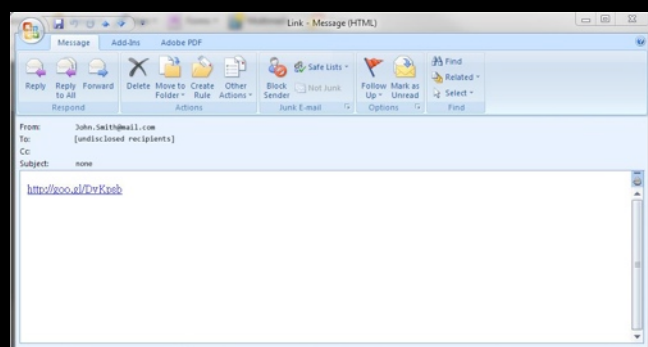 Link - Message (HTML)
Message Add-Ins Adobe PDF
Reply Reply to All Forward Delete Move to Folder Create Rule Other Actions Block Sender Safe Lists Not Junk Follow Up Mark as Unread Find Related Select
Respond Actions Junk E-mail Options Find
From: John.Smith@mail.com
To: [undisclosed recipients]
Cc:
Subject: none
http://goo.gl/DvKpsb